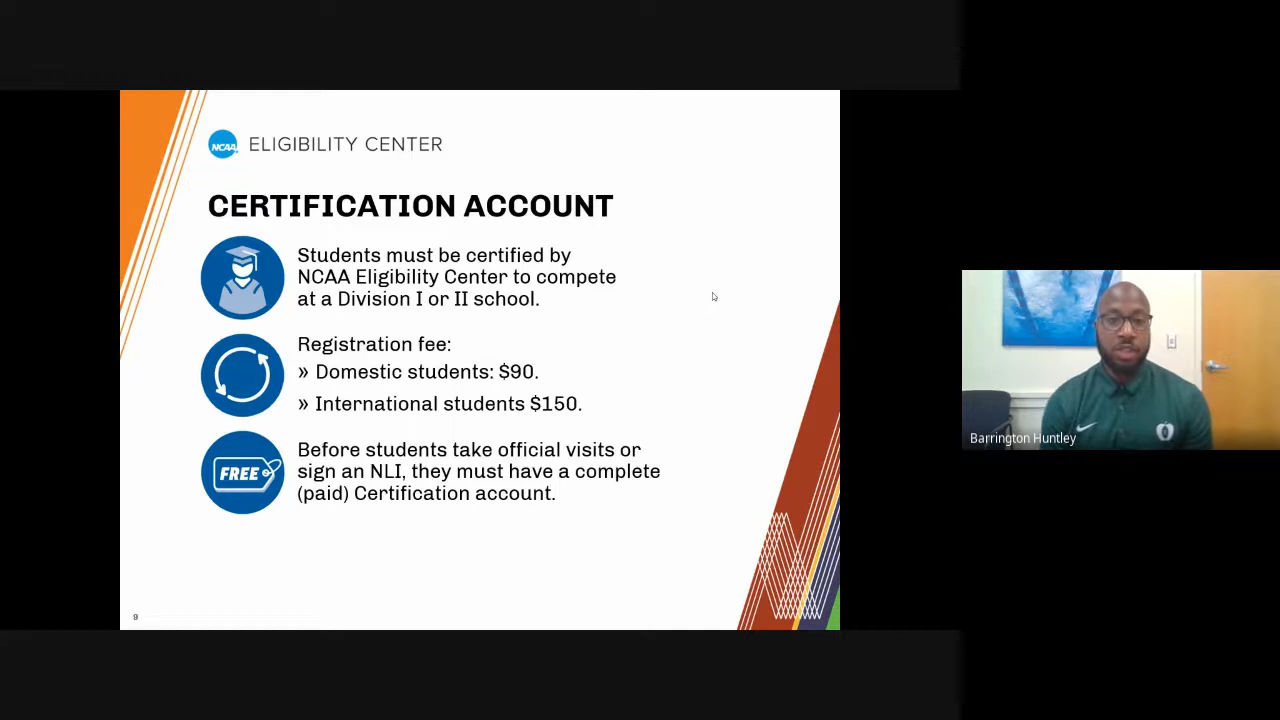 NCAA
ELIGIBILITY CENTER
CERTIFICATION ACCOUNT
Students must be certified by
NCAA Eligibility Center to compete
at a Division I or II school.
Registration fee:
» Domestic students: $90.
» International students $150.
FREE
Before students take official visits or
sign an NLI, they must have a complete
(paid) Certification account.
9
Barrington Huntley